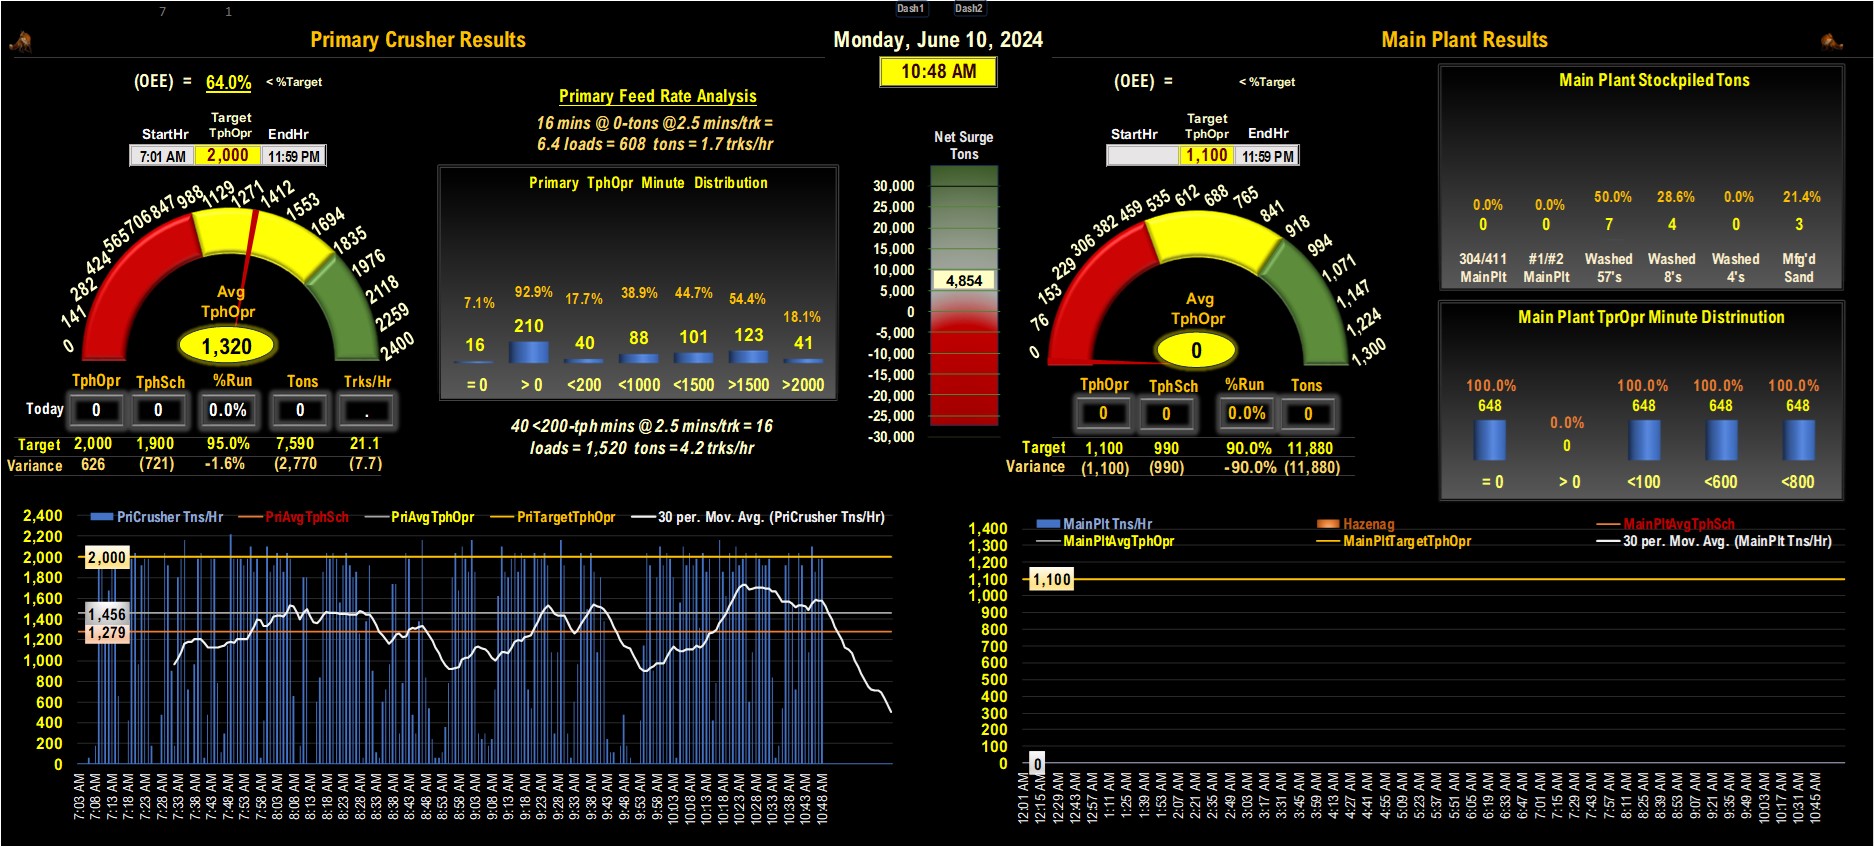 7 1
Dash1 Dash2
Primary Crusher Results
Monday, June 10, 2024
Main Plant Results
10:48 AM
(OEE) = 64.0% < %Target
Target
StartHr TphOpr EndHr
7:01 AM 2,000 11:59 PM
0 141 282 424 565 706 847 988 1129 1271 1412 1553 1694 1835 1976 2118 2259 2400
Avg
TphOpr
1,320
TphOpr TphSch %Run Tons Trks/Hr
Today 0 0 0.0% 0 .
Target 2,000 1,900 95.0% 7,590 21.1
Variance 626 (721) -1.6% (2,770 (7.7)
Primary Feed Rate Analysis
16 mins @ 0-tons @2.5 mins/trk =
6.4 loads = 608 tons = 1.7 trks/hr
Primary TphOpr Minute Distribution
7.1% 92.9% 17.7% 38.9% 44.7% 54.4% 18.1%
16 210 40 88 101 123 41
= 0 > 0 <200 <1000 <1500 >1500 >2000
40 <200-tph mins @ 2.5 mins/trk = 16
loads = 1,520 tons = 4.2 trks/hr
Net Surge
Tons
30,000
25,000
20,000
15,000
10,000
4,854
5,000
0
-5,000
-10,000
-15,000
-20,000
-25,000
-30,000
(OEE) = < %Target
Target
StartHr TphOpr EndHr
1,100 11:59 PM
0 76 153 229 306 382 459 535 612 688 765 841 918 994 1,071 1,147 1,224 1,300
Avg
TphOpr
0
TphOpr TphSch %Run Tons
0 0 0.0% 0
Target 1,100 990 90.0% 11,880
Variance (1,100) (990) -90.0% (11,880)
Main Plant Stockpiled Tons
0.0% 0.0% 50.0% 28.6% 0.0% 21.4%
0 0 7 4 0 3
304/411 #1/#2 Washed Washed Washed Mfg'd
MainPlt MainPlt 57's 8's 4's Sand
Main Plant TprOpr Minute Distrinution
100.0% 0.0% 100.0% 100.0% 100.0%
648 0 648 648 648
= 0 > 0 <100 <600 <800
PriCrusher Tns/Hr PriAvgTphSch PriAvgTphOpr PriTargetTphOpr 30 per. Mov. Avg. (PriCrusher Tns/Hr)
2,400
2,200
2,000
1,800
1,600
1,400
1,200
1,000
800
600
400
200
0
2,000
1,456
1,279
7:03 AM 7:08 AM 7:13 AM 7:18 AM 7:23 AM 7:28 AM 7:33 AM 7:38 AM 7:43 AM 7:48 AM 7:53 AM 7:58 AM 8:03 AM 8:08 AM 8:13 AM 8:18 AM 8:23 AM 8:28 AM 8:33 AM 8:38 AM 8:43 AM 8:48 AM 8:53 AM 8:58 AM 9:03 AM 9:08 AM 9:13 AM 9:18 AM 9:23 AM 9:28 AM 9:33 AM 9:38 AM 9:43 AM 9:48 AM 9:53 AM 9:58 AM 10:03 AM 10:08 AM 10:13 AM 10:18 AM 10:23 AM 10:28 AM 10:33 AM 10:38 AM 10:43 AM 10:48 AM
MainPlt Tns/Hr Hazenag MainPltAvgTphSch
MainPltAvgTphOpr MainPltTargetTphOpr 30 per. Mov. Avg. (MainPlt Tns/Hr)
1,400
1,300
1,200
1,100
1,000
900
800
700
600
500
400
300
200
100
0
1,100
0
12:01 AM 12:15 AM 12:29 AM 12:43 AM 12:57 AM 1:11 AM 1:25 AM 1:39 AM 1:53 AM 2:07 AM 2:21 AM 2:35 AM 2:49 AM 3:03 AM 3:17 AM 3:31 AM 3:45 AM 3:59 AM 4:13 AM 4:27 AM 4:41 AM 4:55 AM 5:09 AM 5:23 AM 5:37 AM 5:51 AM 6:05 AM 6:19 AM 6:33 AM 6:47 AM 7:01 AM 7:15 AM 7:29 AM 7:43 AM 7:57 AM 8:11 AM 8:25 AM 8:39 AM 8:53 AM 9:07 AM 9:21 AM 9:35 AM 9:49 AM 10:03 AM 10:17 AM 10:31 AM 10:45 AM